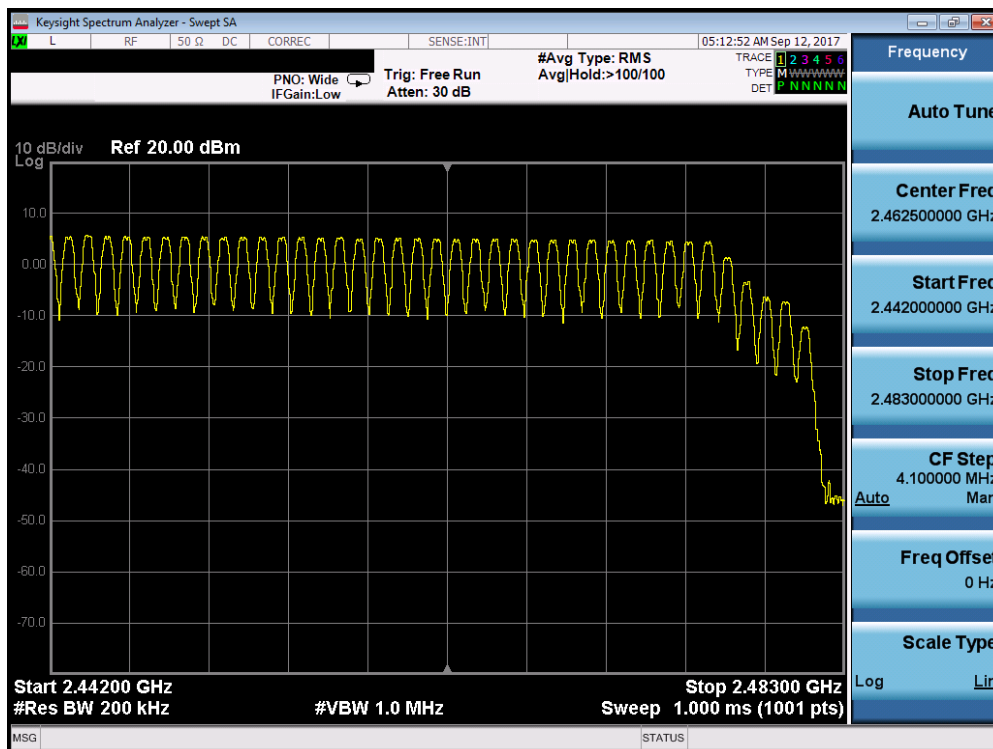 Keysight Spectrum Analyzer - Swept SA
LXI L RF 50 Ω DC CORREC SENSE:INT 05:12:52 AM Sep 12, 2017
PNO: Wide
IFGain:Low
Trig: Free Run
Atten: 30 dB
#Avg Type: RMS
Avg|Hold:>100/100
TRACE 1 2 3 4 5 6
TYPE M WWWWW
DET P N N N N N
10 dB/div
Log
Ref 20.00 dBm
10.0
0.00
-10.0
-20.0
-30.0
-40.0
-50.0
-60.0
-70.0
Start 2.44200 GHz
Stop 2.48300 GHz
#Res BW 200 kHz
#VBW 1.0 MHz
Sweep 1.000 ms (1001 pts)
MSG
STATUS
Frequency
Auto Tune
Center Freq
2.462500000 GHz
Start Freq
2.442000000 GHz
Stop Freq
2.483000000 GHz
CF Step
4.100000 MHz
Auto Man
Freq Offset
0 Hz
Scale Type
Log Lin